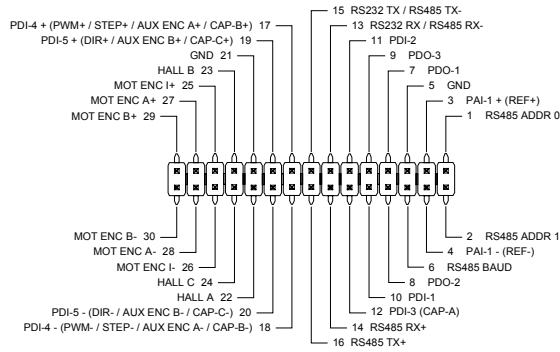 15 RS232 TX / RS485 TX-
PDI-4 + (PWM+ / STEP+ / AUX ENC A+ / CAP-B+) 17
13 RS232 RX / RS485 RX-
PDI-5 + (DIR+ / AUX ENC B+ / CAP-C+) 19
11 PDI-2
GND 21
9 PDO-3
HALL B 23
7 PDO-1
MOT ENC I+ 25
5 GND
MOT ENC A+ 27
3 PAI-1 + (REF+)
MOT ENC B+ 29
1 RS485 ADDR 0
MOT ENC B- 30
2 RS485 ADDR 1
MOT ENC A- 28
4 PAI-1 - (REF-)
MOT ENC I- 26
6 RS485 BAUD
HALL C 24
8 PDO-2
HALL A 22
10 PDI-1
PDI-5 - (DIR- / AUX ENC B- / CAP-C-) 20
12 PDI-3 (CAP-A)
PDI-4 - (PWM- / STEP- / AUX ENC A- / CAP-B-) 18
14 RS485 RX+
16 RS485 TX+